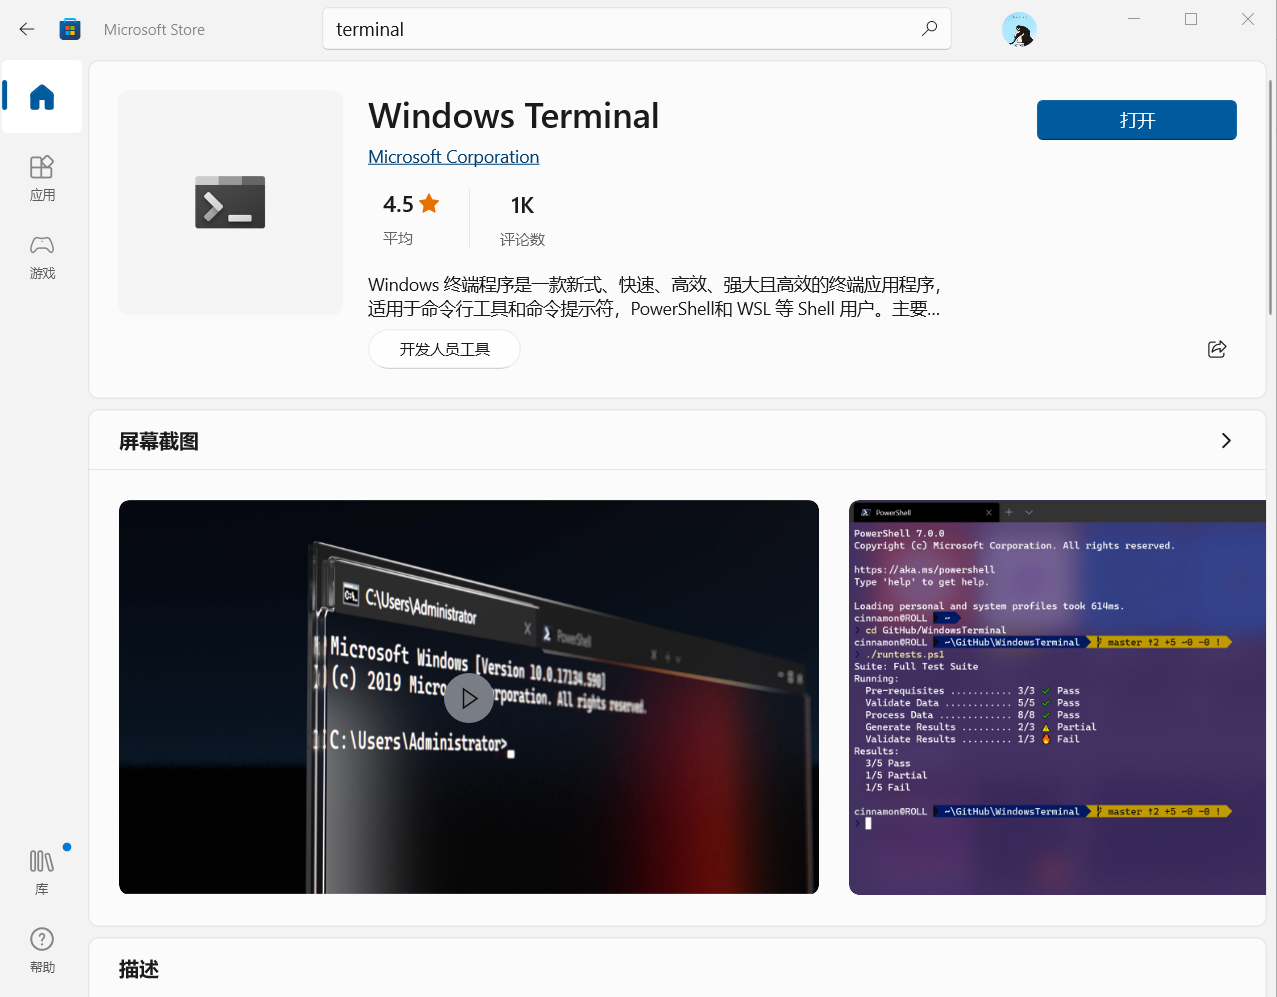 Microsoft Store
terminal
应用
游戏
库
帮助
Windows Terminal
Microsoft Corporation
打开
4.5
平均
1K
评论数
Windows 终端程序是一款新式、快速、高效、强大且高效的终端应用程序，
适用于命令行工具和命令提示符，PowerShell和 WSL 等 Shell 用户。主要...
开发人员工具
屏幕截图
C:\Users\Administrator X
PowerShell
Microsoft Windows [Version 10.0.17134.590]
(c) 2019 Micro rporation. All rights reserved.
C:\Users\Administrator>
PowerShell
PowerShell 7.0.0
Copyright (c) Microsoft Corporation. All rights reserved.
https://aka.ms/powershell
Type 'help' to get help.
Loading personal and system profiles took 614ms.
cinnamon@ROLL ~
cd GitHub/WindowsTerminal
cinnamon@ROLL ~\GitHub\WindowsTerminal master ↑2 +5 ~0 -0 !
./runtests.ps1
Suite: Full Test Suite
Running:
Pre-requisites ........... 3/3 ✓ Pass
Validate Data ............ 5/5 ✓ Pass
Process Data ............. 8/8 ✓ Pass
Generate Results ......... 2/3 ⚠ Partial
Validate Results ......... 1/3 🔥 Fail
Results:
3/5 Pass
1/5 Partial
1/5 Fail
cinnamon@ROLL ~\GitHub\WindowsTerminal master ↑2 +5 ~0 -0 !
描述